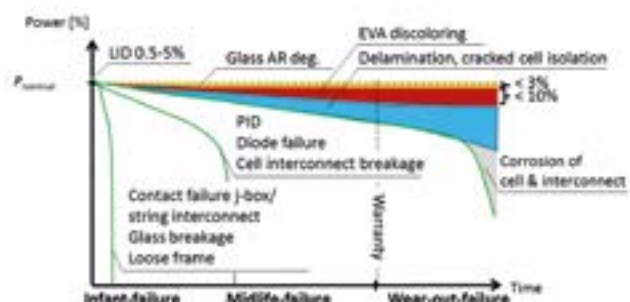 Power [%]
LID 0.5-5%
Glass AR deg.
EVA discoloring
Delamination, cracked cell isolation
Pnominal
< 3%
< 10%
PID
Diode failure
Cell interconnect breakage
Corrosion of
cell & interconnect
Contact failure j-box/
string interconnect
Glass breakage
Loose frame
Warranty
Time
Infant-failure
Midlife-failure
Wear-out-failure